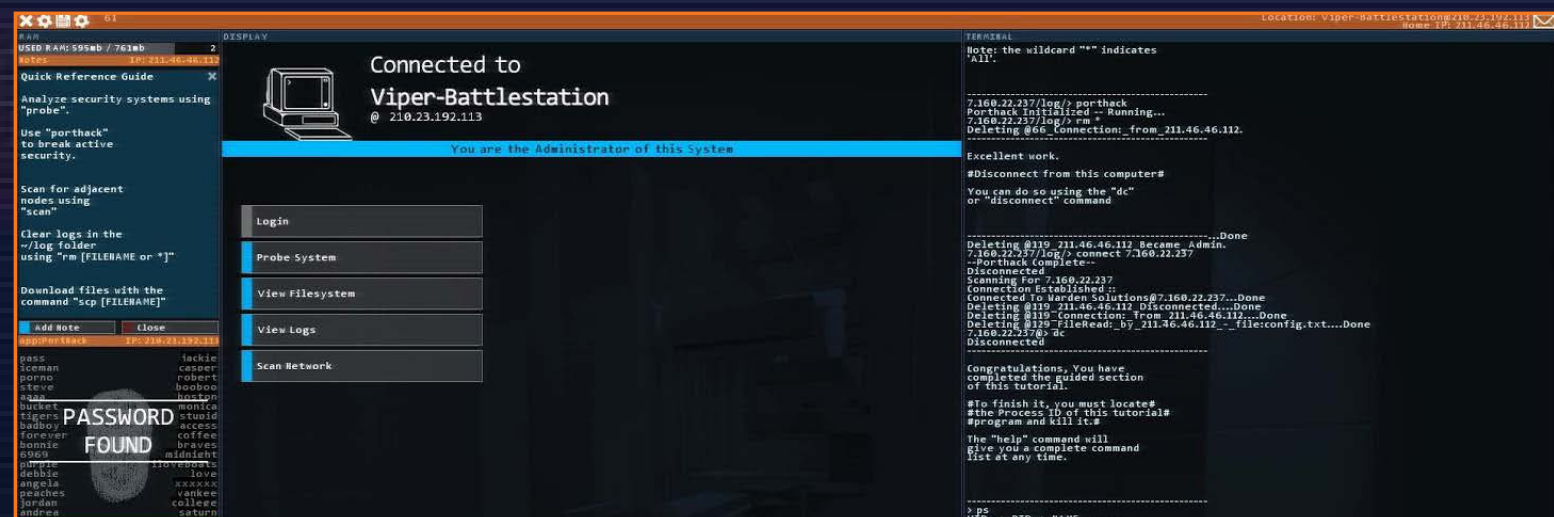 61
Location: Viper-Battlestation@210.23.192.113
Home IP: 211.46.46.112
RAM
USED RAM: 595mb / 761mb 2
Notes IP: 211.46.46.112
Quick Reference Guide
Analyze security systems using
"probe".
Use "porthack"
to break active
security.
Scan for adjacent
nodes using
"scan"
Clear logs in the
~/log folder
using "rm [FILENAME or *]"
Download files with the
command "scp [FILENAME]"
Add Note Close
app:PortHack IP: 210.23.192.113
pass jackie
iceman casper
porno robert
steve booboo
aaaa boston
bucket monica
tigers stupid
badboy access
forever coffee
bonnie braves
6969 midnight
purple iloveboats
debbie love
angela xxxxxx
peaches yankee
jordan college
andrea saturn
PASSWORD
FOUND
DISPLAY
Connected to
Viper-Battlestation
@ 210.23.192.113
You are the Administrator of this System
Login
Probe System
View Filesystem
View Logs
Scan Network
TERMINAL
Note: the wildcard "*" indicates
'All'.
--------------------------------------------------
7.160.22.237/log/> porthack
Porthack Initialized -- Running...
7.160.22.237/log/> rm *
Deleting @66_Connection:_from_211.46.46.112.
--------------------------------------------------
Excellent work.
#Disconnect from this computer#
You can do so using the "dc"
or "disconnect" command
--------------------------------------------------...Done
Deleting @119_211.46.46.112_Became_Admin.
7.160.22.237/log/> connect 7.160.22.237
--Porthack Complete--
Disconnected
Scanning For 7.160.22.237
Connection Established ::
Connected To Warden Solutions@7.160.22.237...Done
Deleting @119_211.46.46.112_Disconnected....Done
Deleting @119_Connection:_from_211.46.46.112....Done
Deleting @129_FileRead:_by_211.46.46.112_-_file:config.txt....Done
7.160.22.237@> dc
Disconnected
--------------------------------------------------
Congratulations, You have
completed the guided section
of this tutorial.
#To finish it, you must locate#
#the Process ID of this tutorial#
#program and kill it.#
The "help" command will
give you a complete command
list at any time.
--------------------------------------------------
> ps